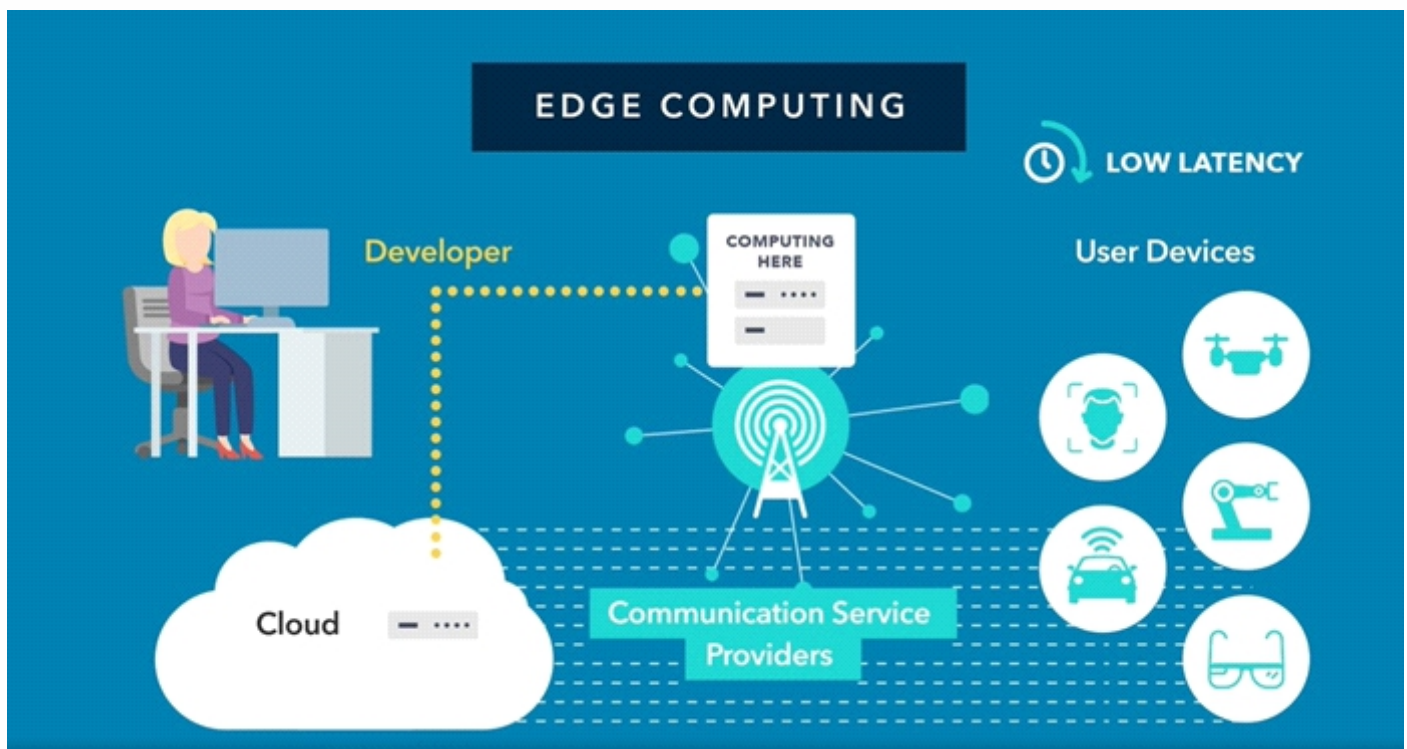 EDGE COMPUTING
LOW LATENCY
Developer
COMPUTING
HERE
User Devices
Cloud
Communication Service
Providers